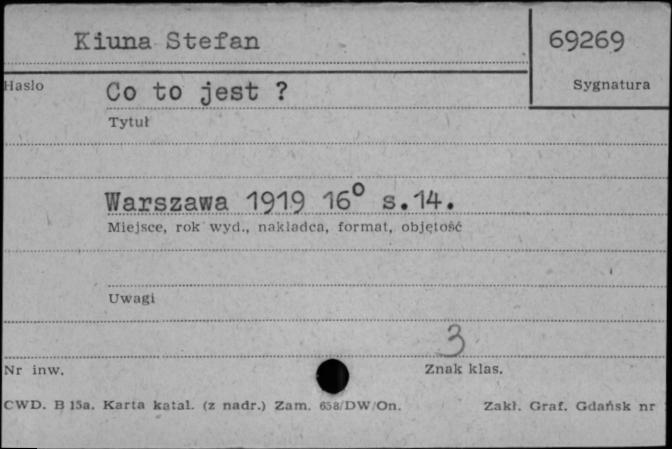 Kiuna Stefan
69269
Hasło
Sygnatura
Co to jest ?
Tytuł
Warszawa 1919 16° s.14.
Miejsce, rok wyd., nakładca, format, objętość
Uwagi
3
Nr inw.
Znak klas.
CWD. B 15a. Karta katal. (z nadr.) Zam. 658/DW/On.
Zakł. Graf. Gdańsk nr